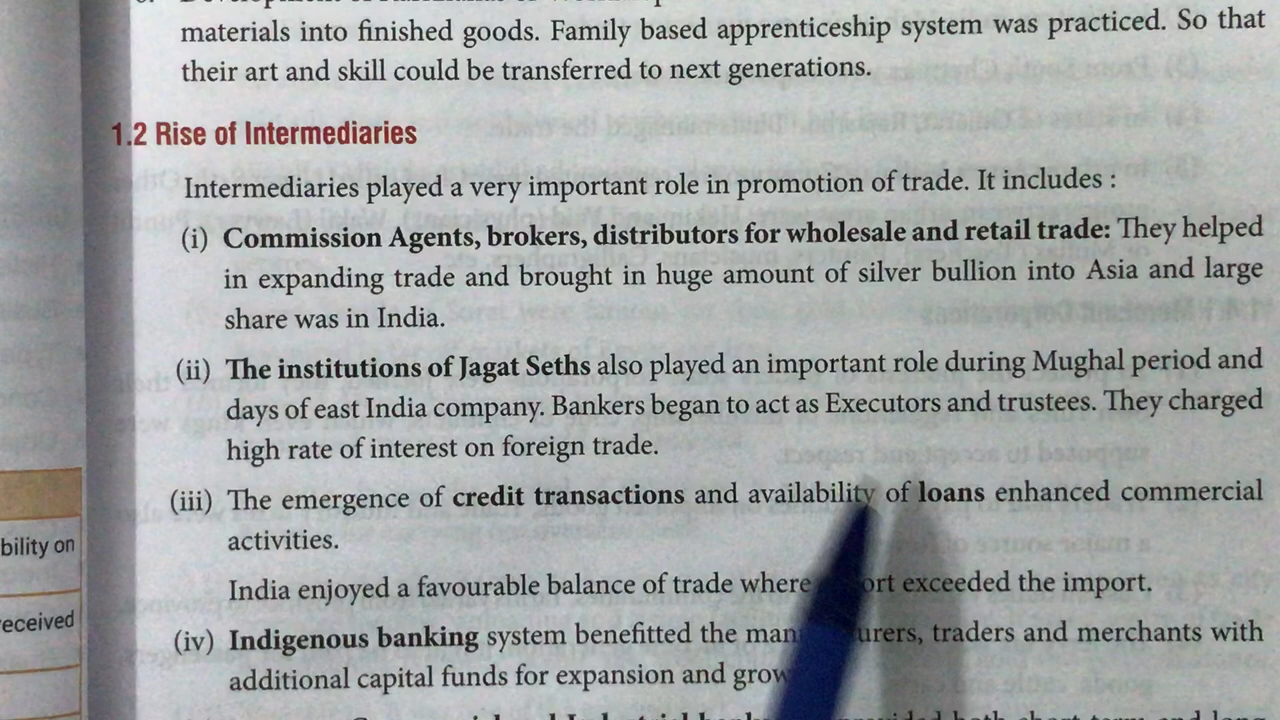 materials into finished goods. Family based apprenticeship system was practiced. So that
their art and skill could be transferred to next generations.
1.2 Rise of Intermediaries
Intermediaries played a very important role in promotion of trade. It includes :
(i) Commission Agents, brokers, distributors for wholesale and retail trade: They helped
in expanding trade and brought in huge amount of silver bullion into Asia and large
share was in India.
(ii) The institutions of Jagat Seths also played an important role during Mughal period and
days of east India company. Bankers began to act as Executors and trustees. They charged
high rate of interest on foreign trade.
(iii) The emergence of credit transactions and availability of loans enhanced commercial
activities.
bility on
India enjoyed a favourable balance of trade where exceeded the import.
eceived
(iv) Indigenous banking system benefitted the traders and merchants with
additional capital funds for expansion and